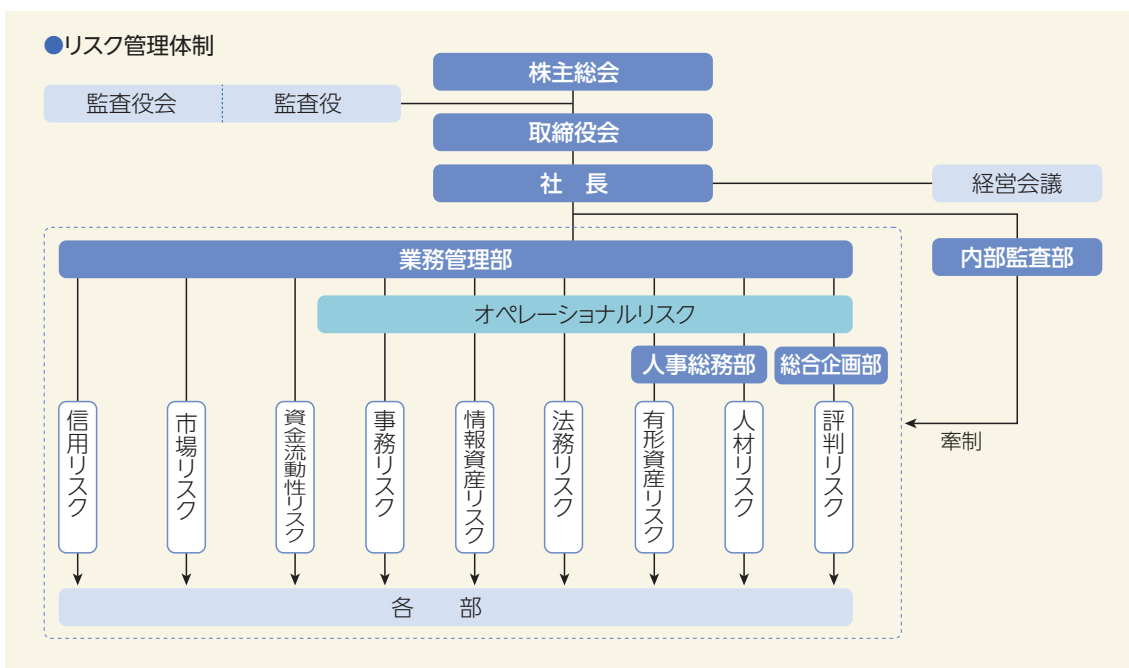 ●リスク管理体制
株主総会
監査役会
監査役
取締役会
社　長
経営会議
業務管理部
内部監査部
オペレーショナルリスク
人事総務部
総合企画部
信用リスク
市場リスク
資金流動性リスク
事務リスク
情報資産リスク
法務リスク
有形資産リスク
人材リスク
評判リスク
牽制
各　部